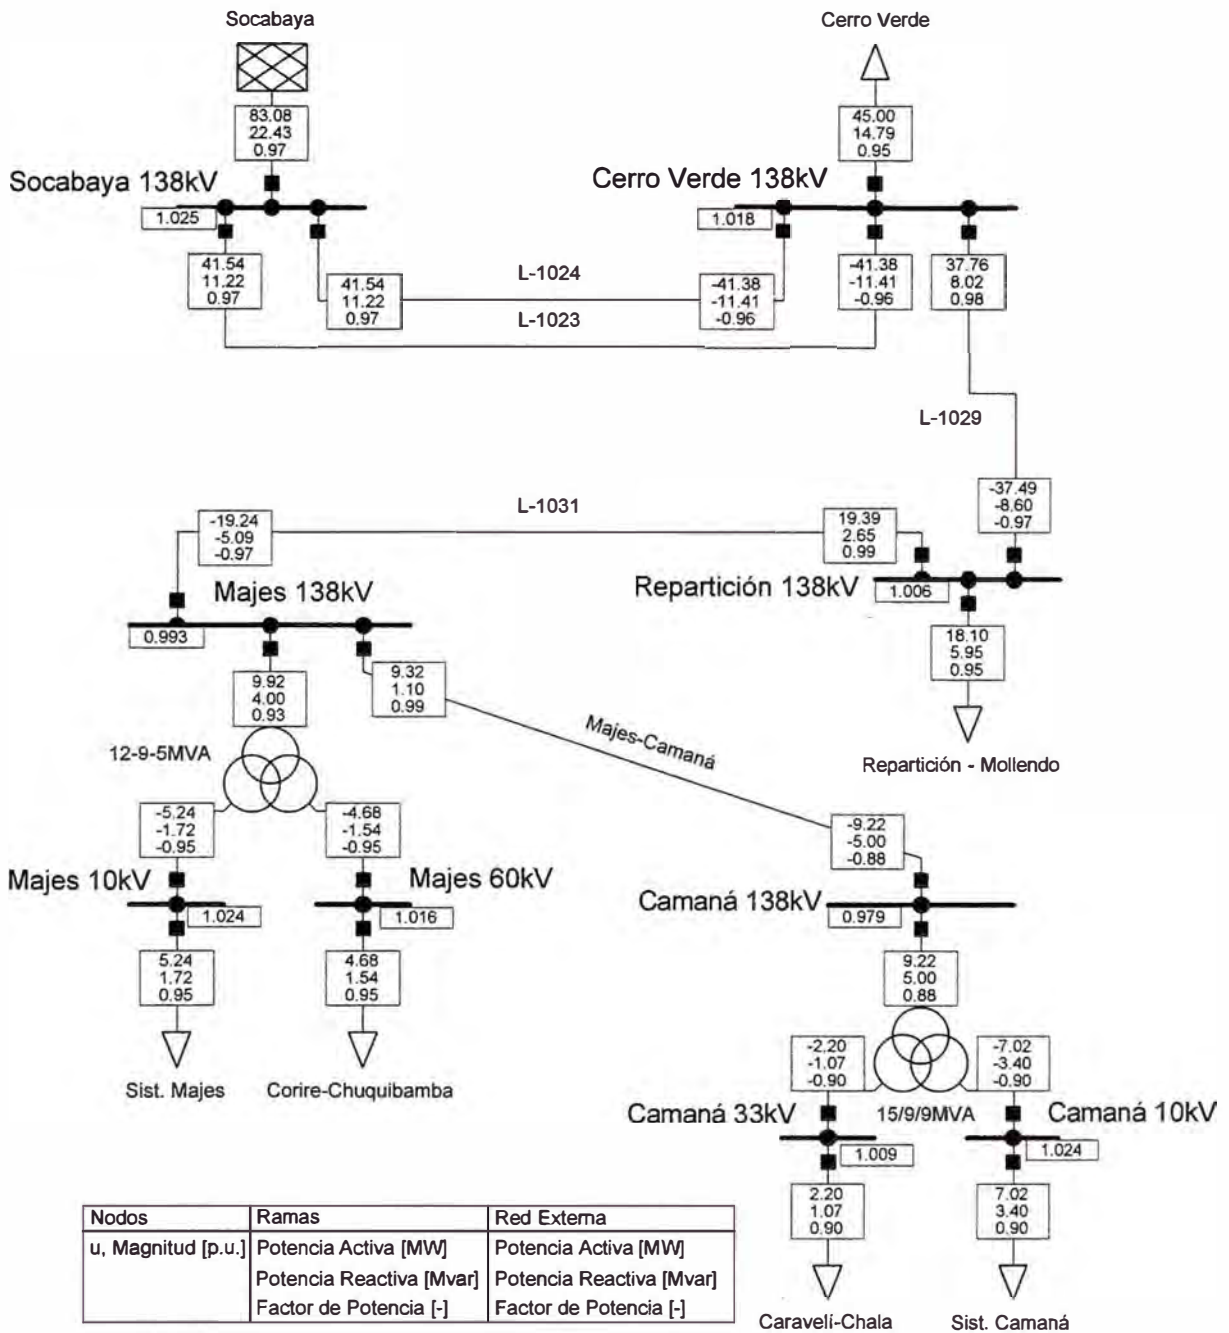 Socabaya
Cerro Verde
83.08
22.43
0.97
45.00
14.79
0.95
Socabaya 138kV
Cerro Verde 138kV
1.025
1.018
41.54
11.22
0.97
41.54
11.22
0.97
L-1024
L-1023
-41.38
-11.41
-0.96
-41.38
-11.41
-0.96
37.76
8.02
0.98
L-1029
-37.49
-8.60
-0.97
L-1031
-19.24
-5.09
-0.97
19.39
2.65
0.99
Majes 138kV
Repartición 138kV
0.993
1.006
9.92
4.00
0.93
9.32
1.10
0.99
18.10
5.95
0.95
12-9-5MVA
Majes-Camaná
Repartición - Mollendo
-5.24
-1.72
-0.95
-4.68
-1.54
-0.95
-9.22
-5.00
-0.88
Majes 10kV
Majes 60kV
Camaná 138kV
1.024
1.016
0.979
5.24
1.72
0.95
4.68
1.54
0.95
9.22
5.00
0.88
Sist. Majes
Corire-Chuquibamba
-2.20
-1.07
-0.90
-7.02
-3.40
-0.90
Camaná 33kV
15/9/9MVA
Camaná 10kV
1.009
1.024
2.20
1.07
0.90
7.02
3.40
0.90
Caravelí-Chala
Sist. Camaná
Nodos Ramas Red Externa
u, Magnitud [p.u.] Potencia Activa [MW] Potencia Activa [MW]
Potencia Reactiva [Mvar] Potencia Reactiva [Mvar]
Factor de Potencia [-] Factor de Potencia [-]